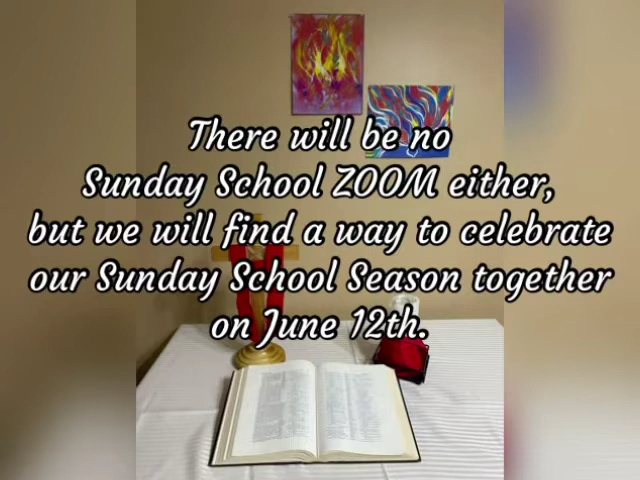 There will be no
Sunday School ZOOM either,
but we will find a way to celebrate
our Sunday School Season together
on June 12th.